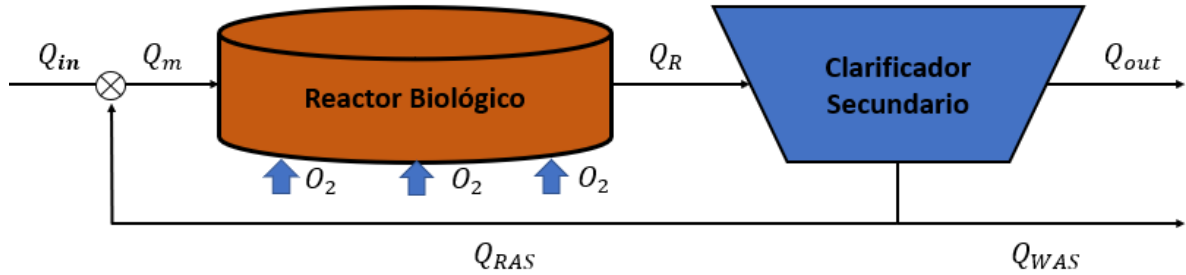 Q_in
Q_m
Reactor Biológico
Q_R
Clarificador
Secundario
Q_out
O_2
O_2
O_2
Q_RAS
Q_WAS